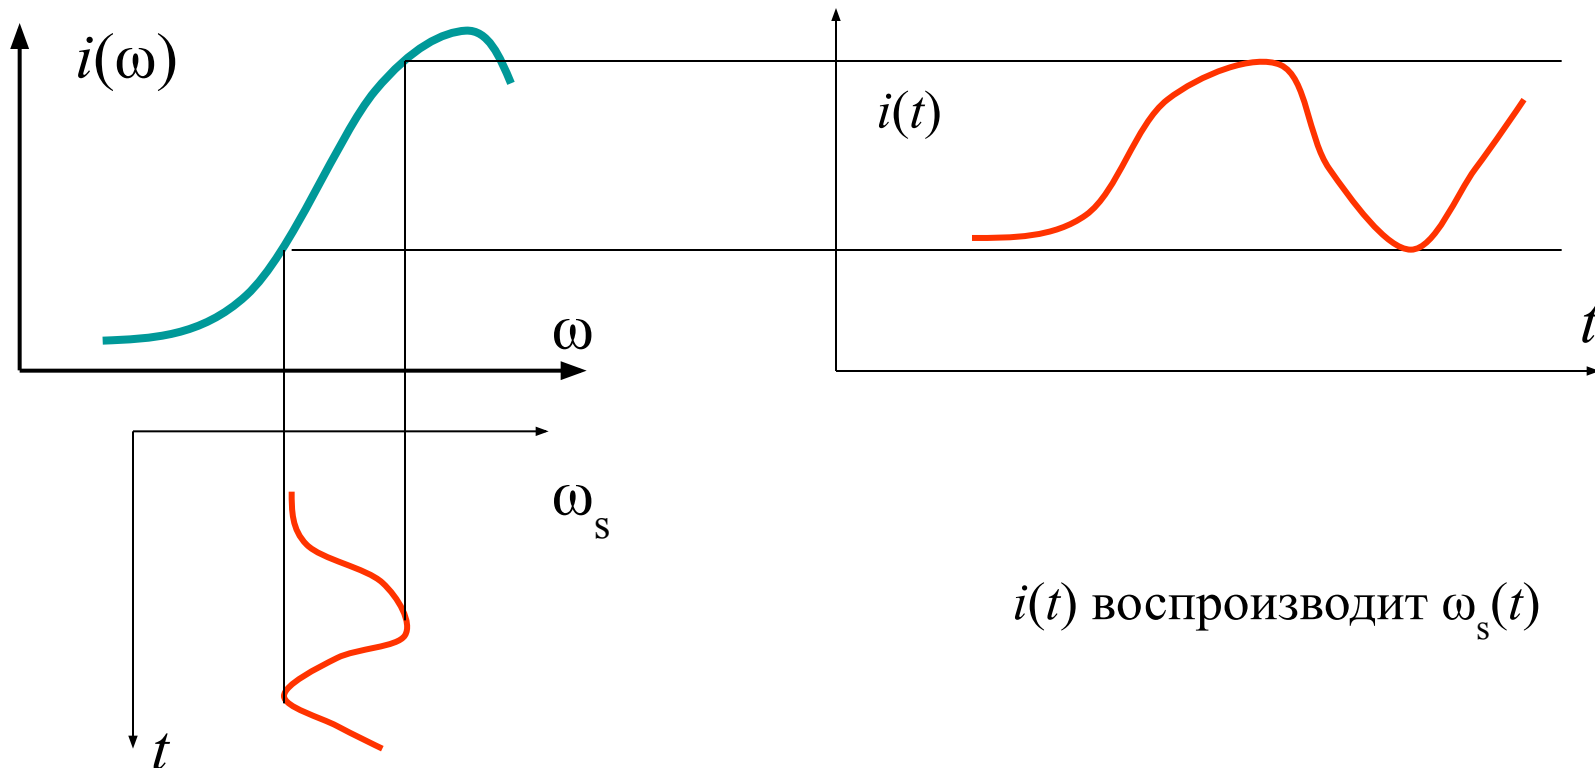 i(ω)
i(t)
ω
t
ωs
i(t) воспроизводит ωs(t)
t